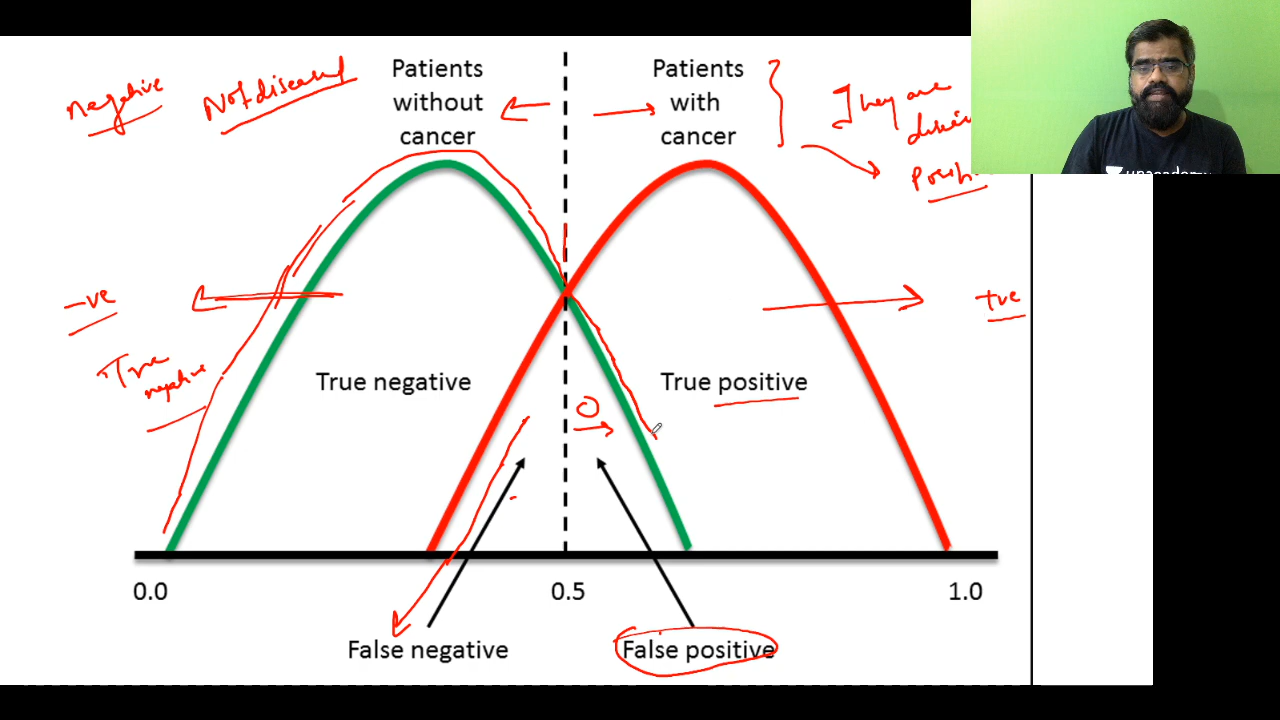 negative
Not diseased
Patients
without
cancer
Patients
with
cancer
They are
-ve
+ve
True
negative
True negative
True positive
0.0
0.5
1.0
False negative
False positive